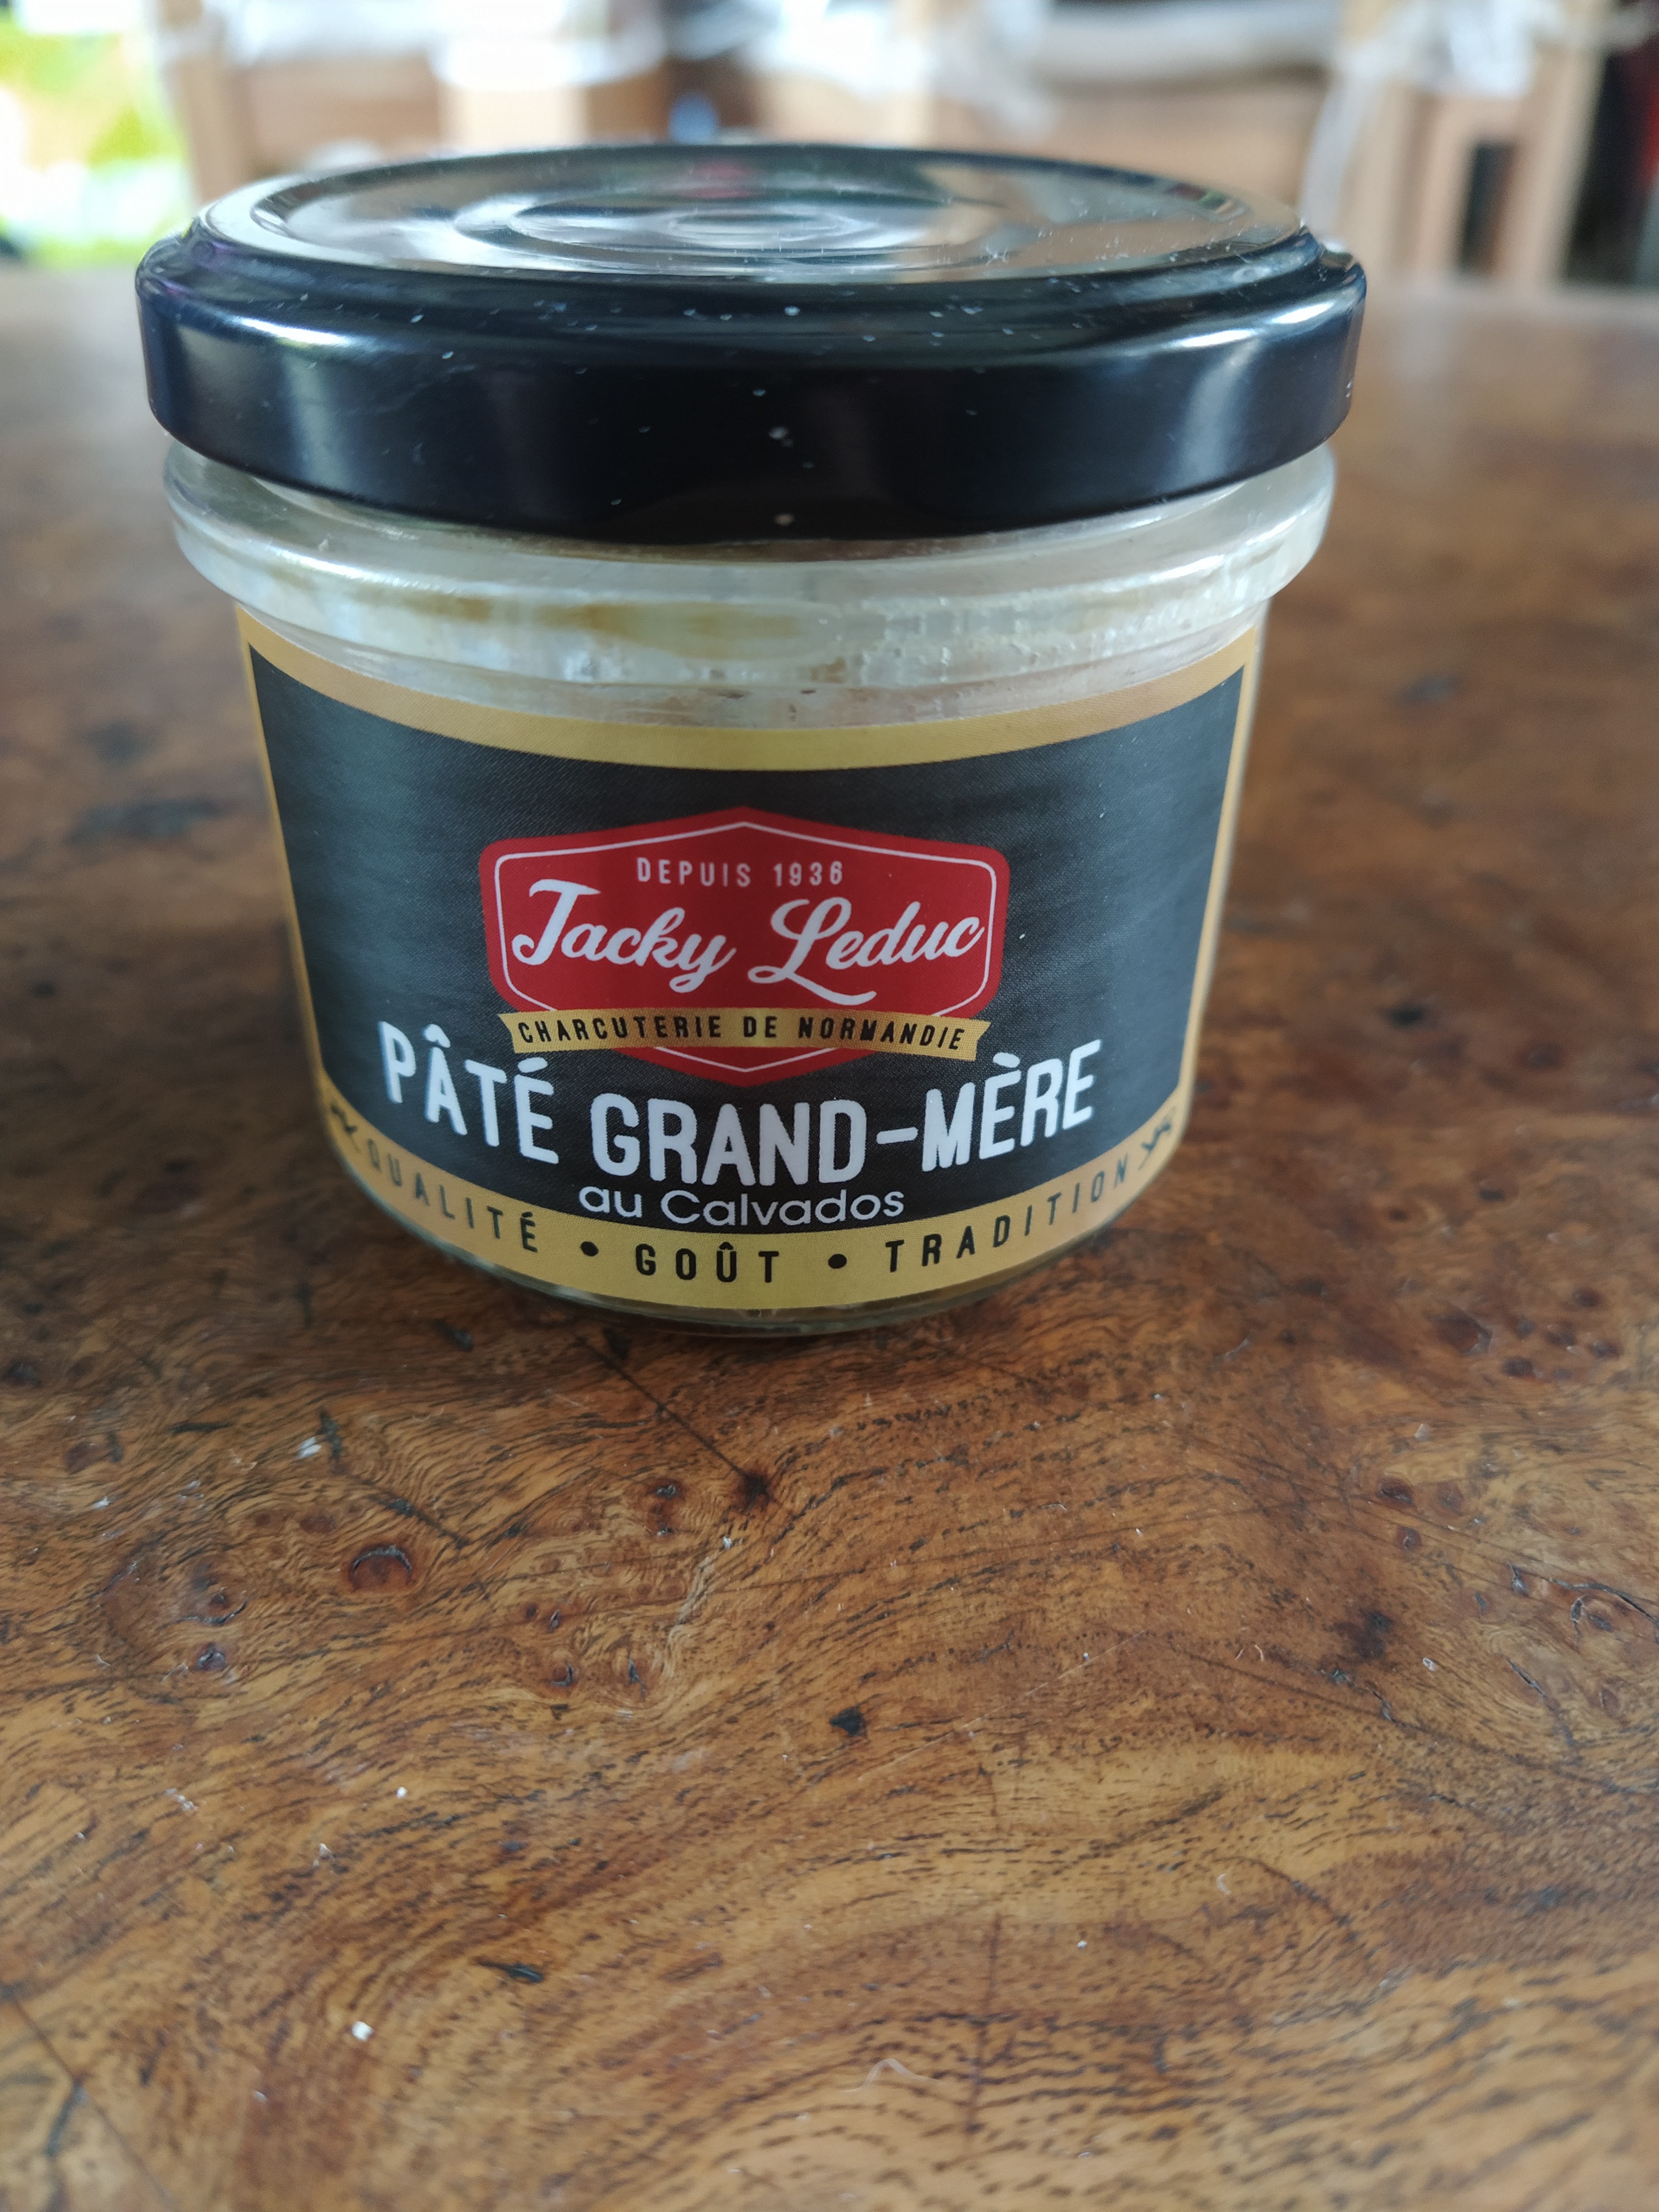 DEPUIS 1936
Jacky Leduc
CHARCUTERIE DE NORMANDIE
PÂTÉ GRAND-MÈRE
au Calvados
QUALITÉ • GOÛT • TRADITION